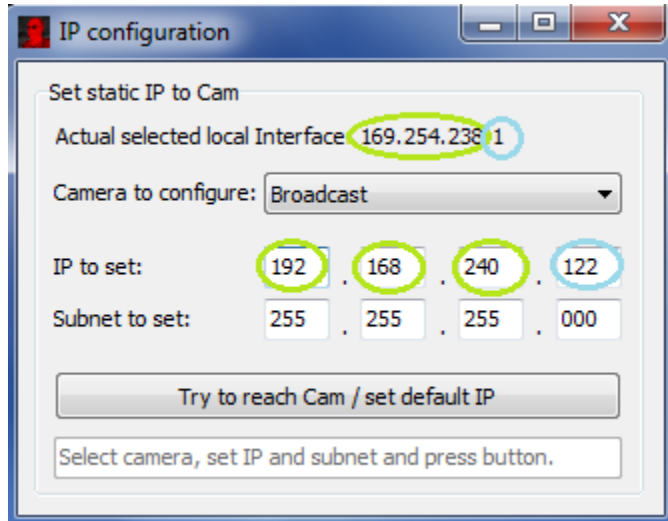 IP configuration
Set static IP to Cam
Actual selected local Interface: 169.254.238.1
Camera to configure: Broadcast
IP to set: 192 . 168 . 240 . 122
Subnet to set: 255 . 255 . 255 . 000
Try to reach Cam / set default IP
Select camera, set IP and subnet and press button.